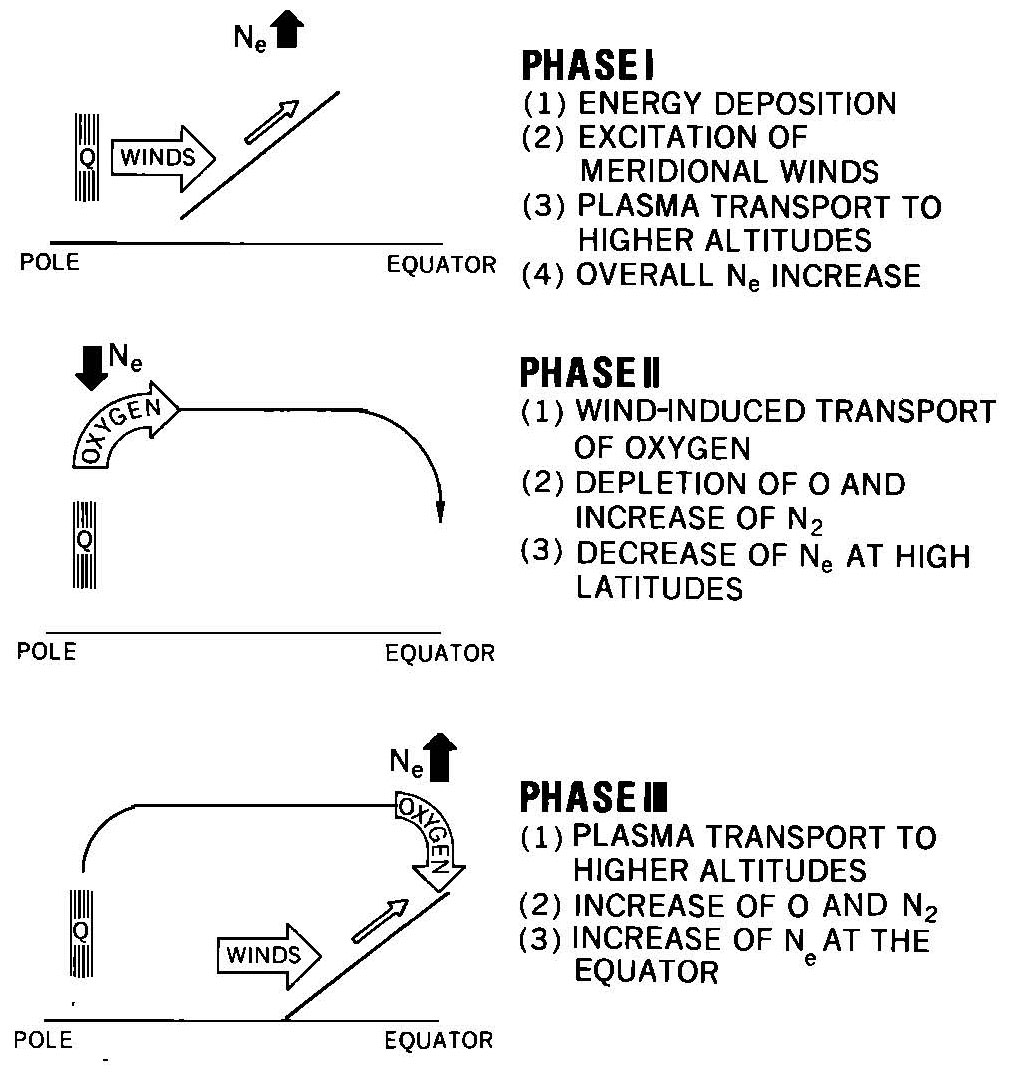 Ne
Q
WINDS
POLE
EQUATOR
PHASE I
(1) ENERGY DEPOSITION
(2) EXCITATION OF
MERIDIONAL WINDS
(3) PLASMA TRANSPORT TO
HIGHER ALTITUDES
(4) OVERALL Ne INCREASE
Ne
OXYGEN
Q
POLE
EQUATOR
PHASE II
(1) WIND-INDUCED TRANSPORT
OF OXYGEN
(2) DEPLETION OF O AND
INCREASE OF N2
(3) DECREASE OF Ne AT HIGH
LATITUDES
Ne
OXYGEN
Q
WINDS
POLE
EQUATOR
PHASE III
(1) PLASMA TRANSPORT TO
HIGHER ALTITUDES
(2) INCREASE OF O AND N2
(3) INCREASE OF Ne AT THE
EQUATOR